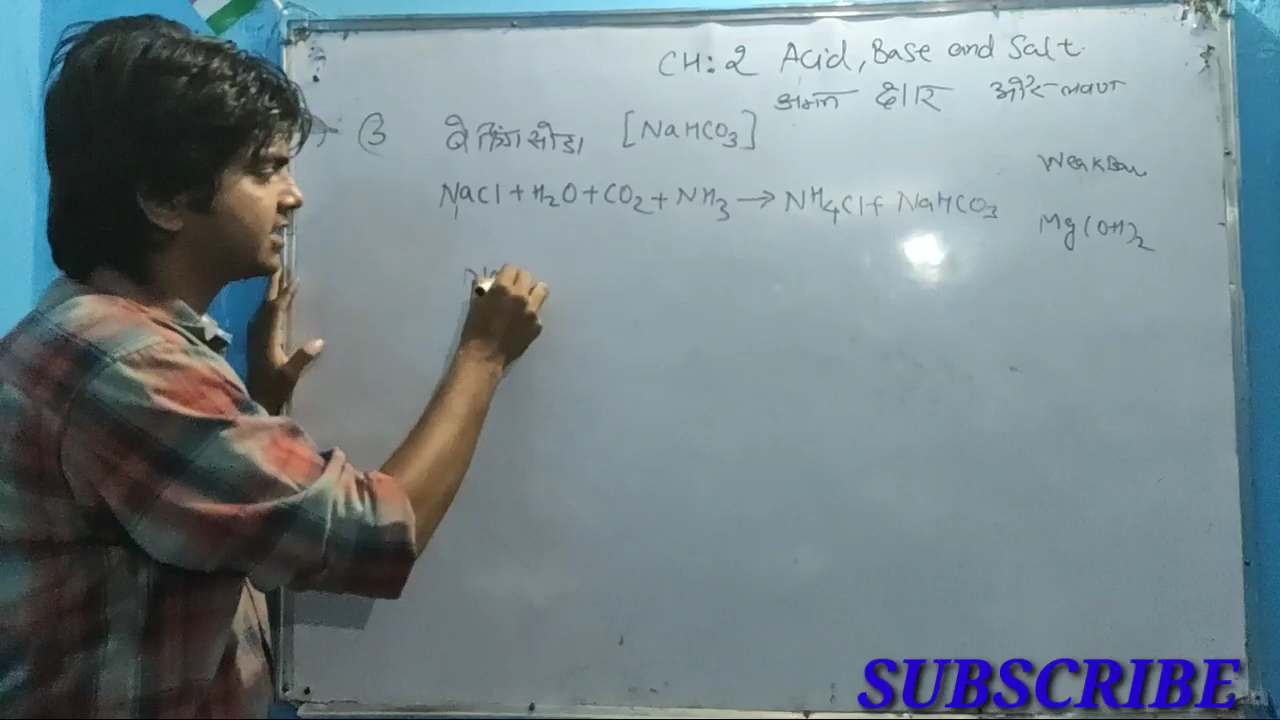 CH: 2 Acid, Base and Salt.
अम्ल क्षार और लवण
③ बेकिंग सोडा [NaHCO3]
NaCl + H2O + CO2 + NH3 → NH4Cl + NaHCO3
Weak
Mg(OH)2
SUBSCRIBE